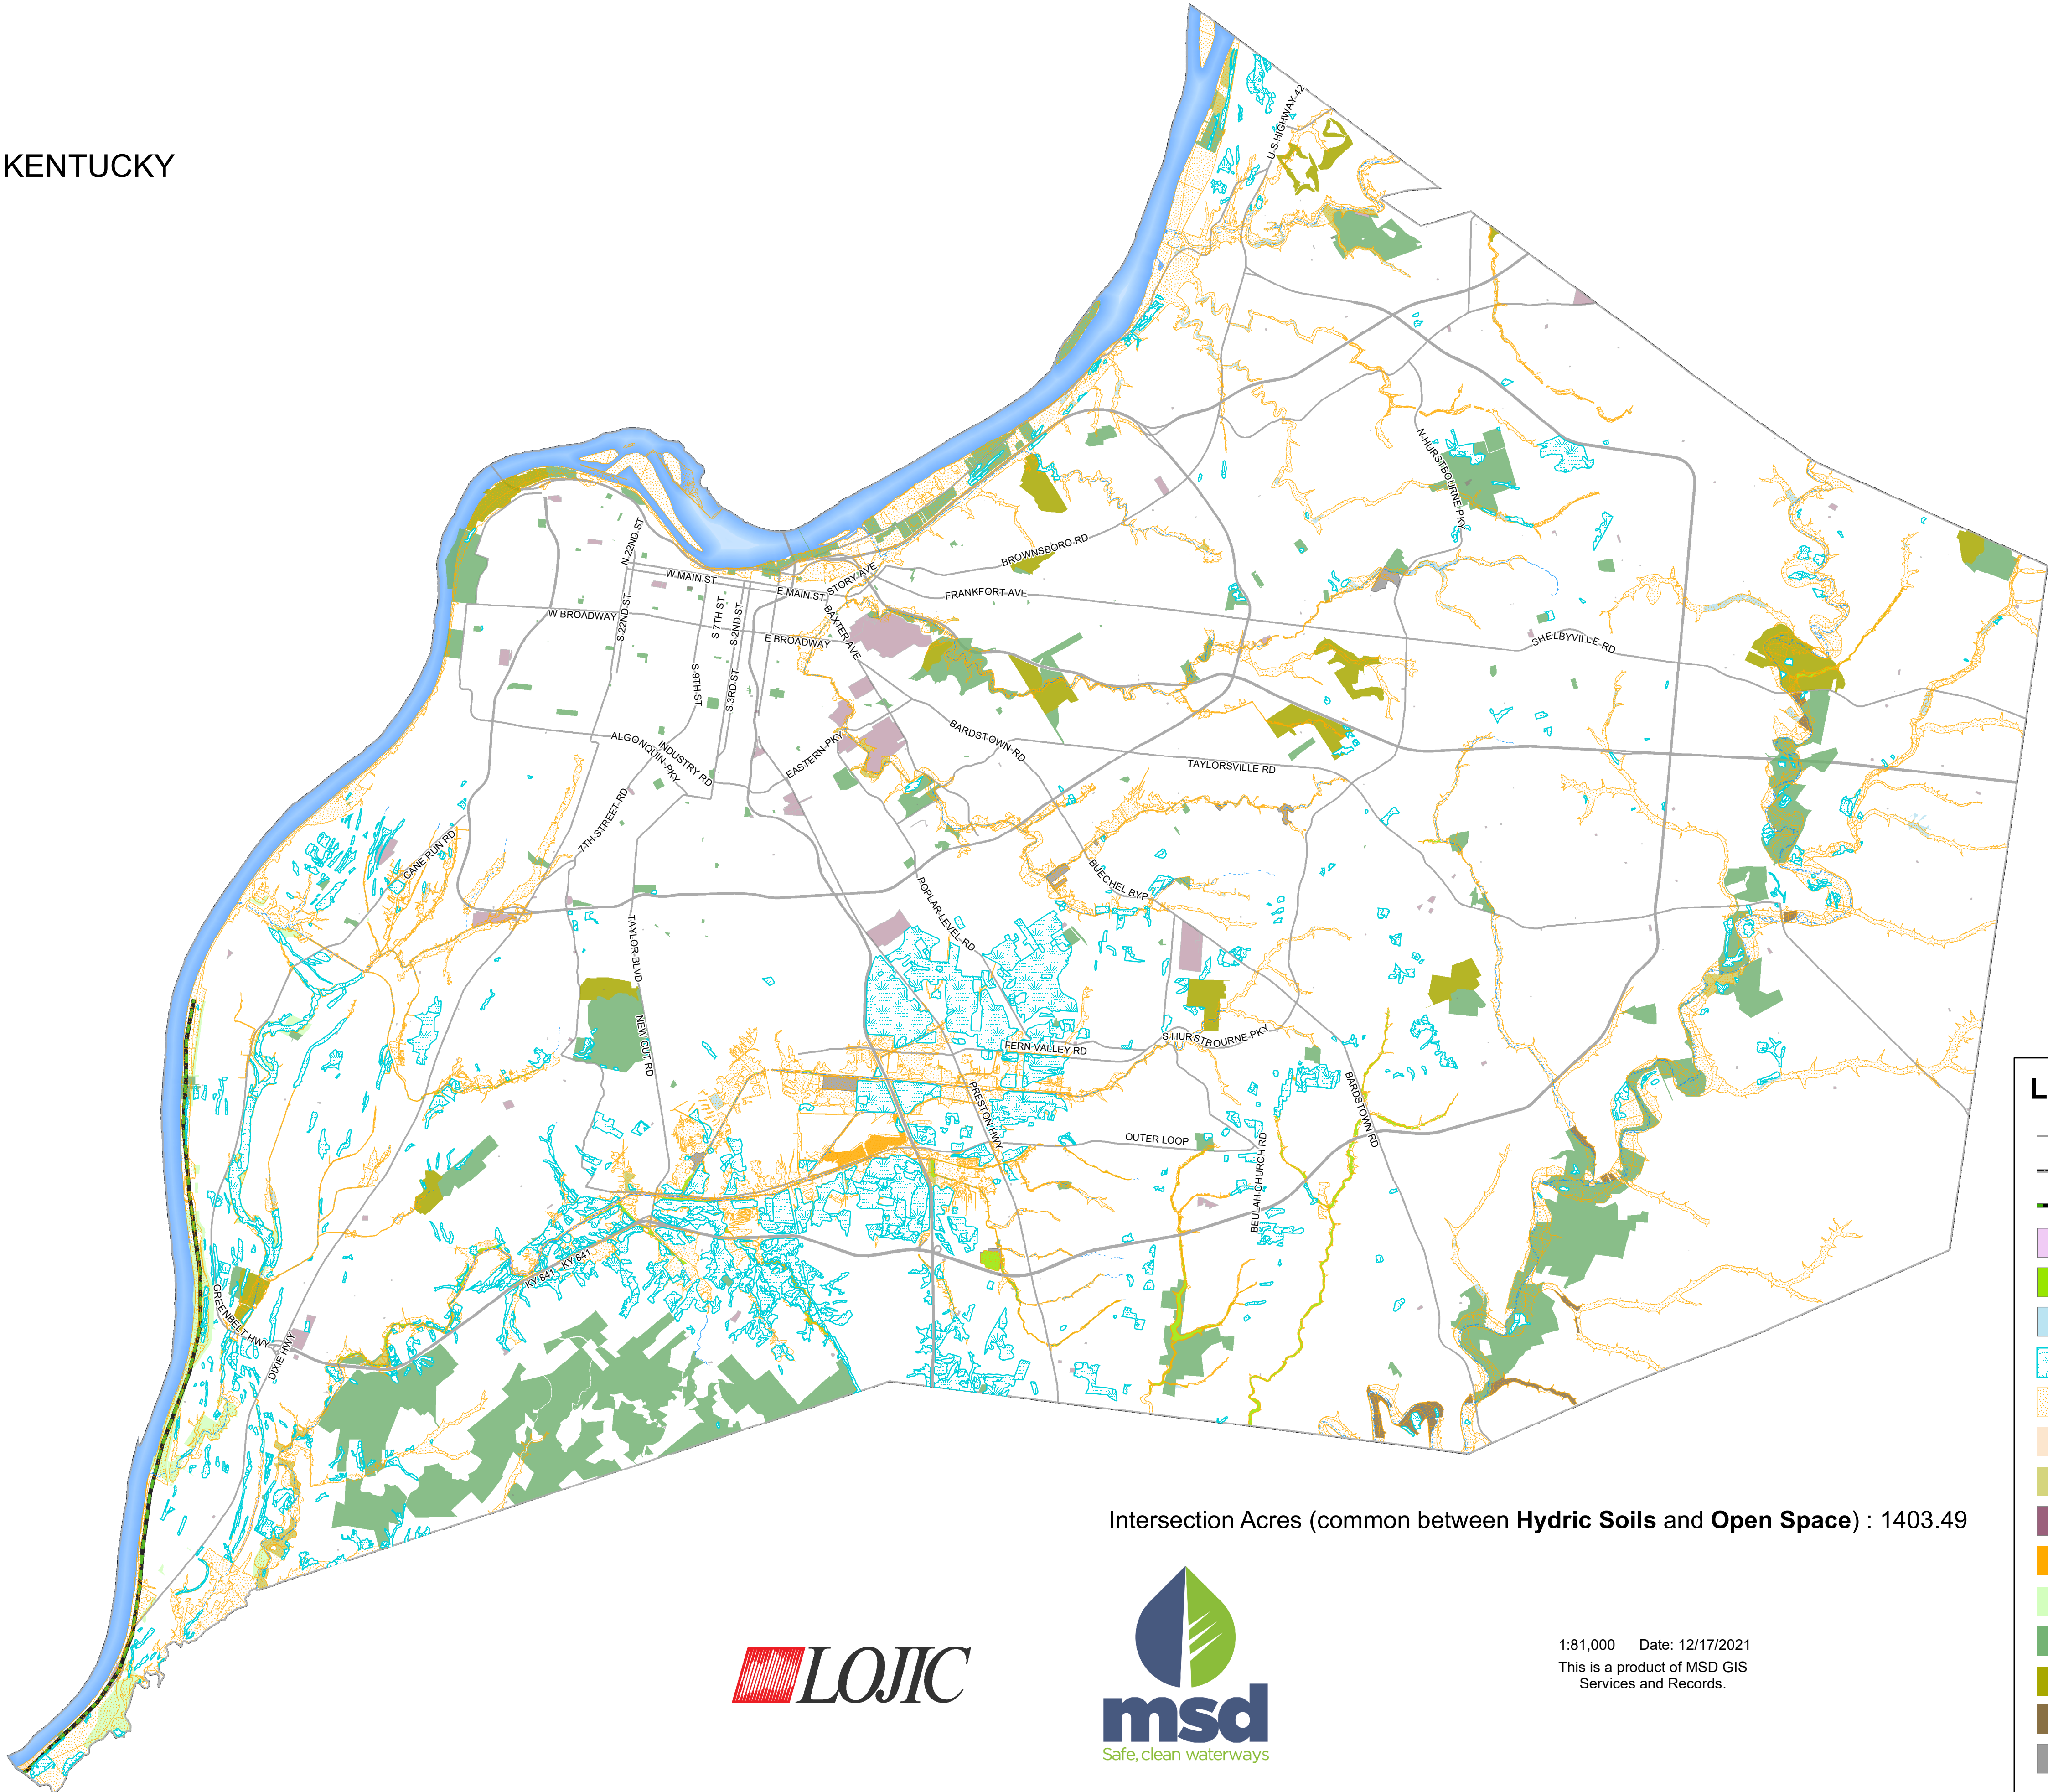 KENTUCKY
U S HIGHWAY 42
N HURSTBOURNE PKY
N 22ND ST
W MAIN ST
E MAIN ST
STORY AVE
BROWNSBORO RD
FRANKFORT AVE
W BROADWAY
S 22ND ST
S 7TH ST
S 2ND ST
E BROADWAY
BAXTER AVE
SHELBYVILLE RD
S 9TH ST
S 3RD ST
ALGONQUIN PKY
INDUSTRY RD
EASTERN PKY
BARDSTOWN RD
TAYLORSVILLE RD
7TH STREET RD
CANE RUN RD
BUECHEL BYP
POPLAR LEVEL RD
TAYLOR BLVD
NEW CUT RD
FERN VALLEY RD
S HURSTBOURNE PKY
PRESTON HWY
BARDSTOWN RD
OUTER LOOP
BEULAH CHURCH RD
KY 841
KY 841
GREENBELT HWY
DIXIE HWY
L
Intersection Acres (common between Hydric Soils and Open Space) : 1403.49
LOJIC
msd
Safe, clean waterways
1:81,000 Date: 12/17/2021
This is a product of MSD GIS
Services and Records.